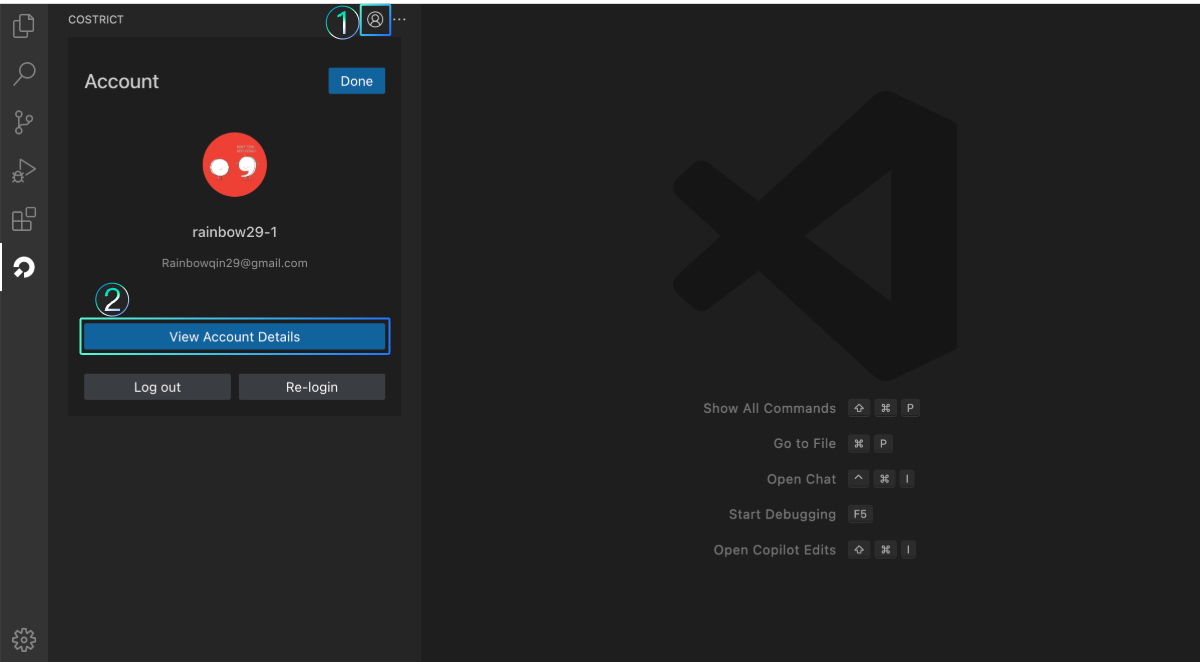 COSTRICT
1
...
Account
Done
rainbow29-1
Rainbowqin29@gmail.com
2
View Account Details
Log out
Re-login
Show All Commands ⇧ ⌘ P
Go to File ⌘ P
Open Chat ^ ⌘ I
Start Debugging F5
Open Copilot Edits ⇧ ⌘ I